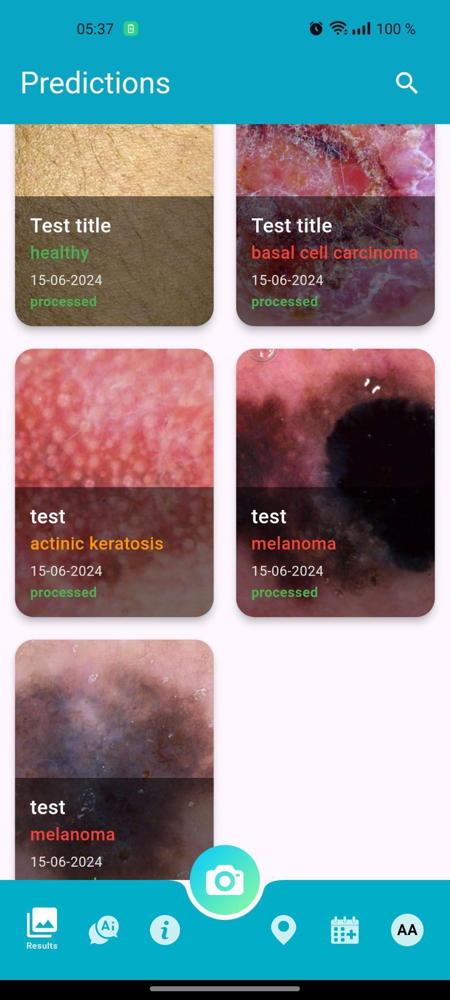 05:37
100 %
Predictions
Test title
healthy
15-06-2024
processed
Test title
basal cell carcinoma
15-06-2024
processed
test
actinic keratosis
15-06-2024
processed
test
melanoma
15-06-2024
processed
test
melanoma
15-06-2024
Ai
i
Results
AA